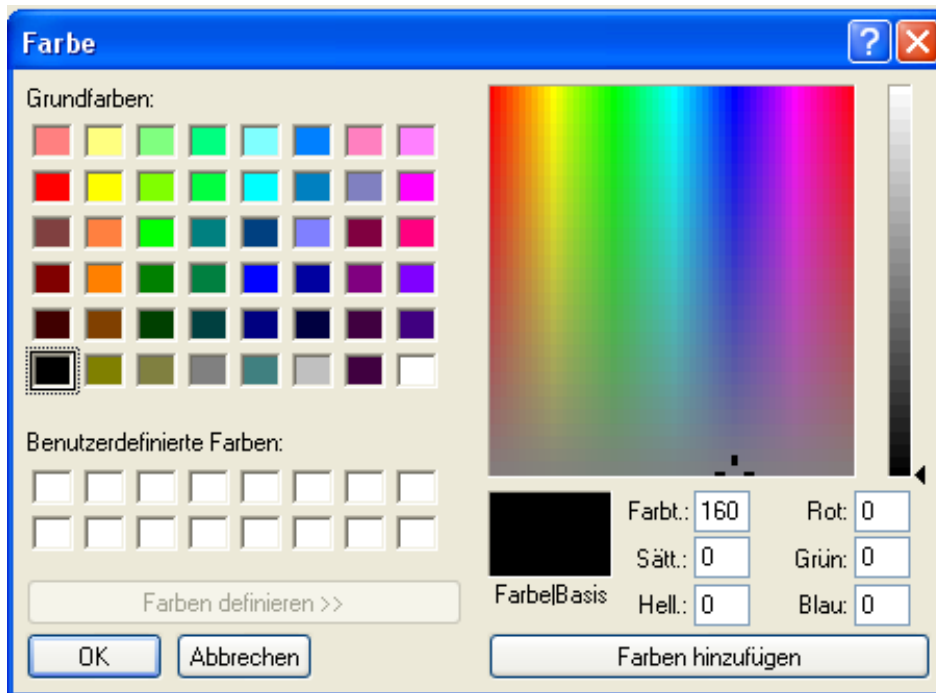 Farbe
Grundfarben:
Benutzerdefinierte Farben:
Farben definieren >>
OK
Abbrechen
Farbe|Basis
Farbt.: 160
Sätt.: 0
Hell.: 0
Rot: 0
Grün: 0
Blau: 0
Farben hinzufügen